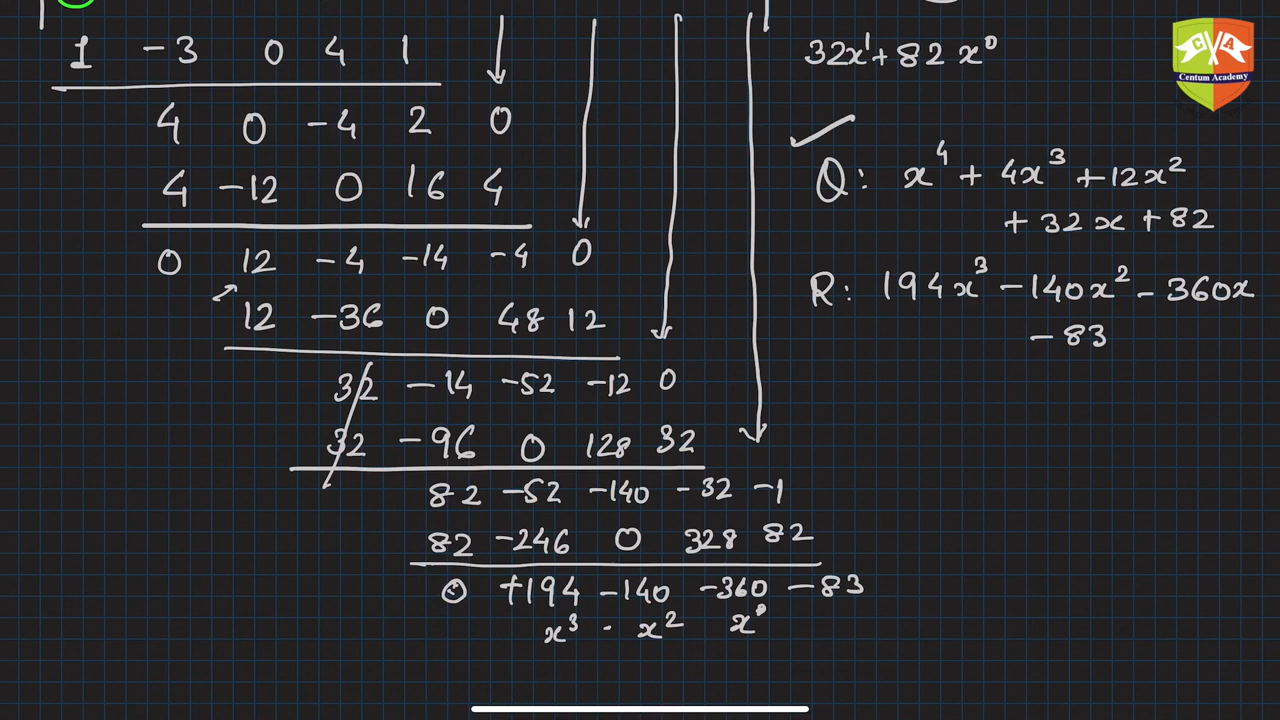 1 -3 0 4 1
4 0 -4 2 0
4 -12 0 16 4
0 12 -4 -14 -4 0
12 -36 0 48 12
32 -14 -52 -12 0
32 -96 0 128 32
82 -52 -140 -32 -1
82 -246 0 328 82
0 +194 -140 -360 -83
x³ - x² x⁰
32x¹ + 82x⁰
Q: x⁴ + 4x³ + 12x²
+ 32x + 82
R: 194x³ - 140x² - 360x
- 83
C A
Centum Academy